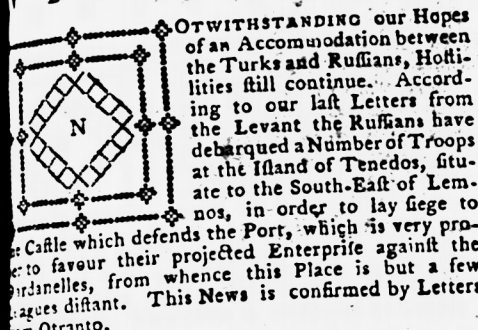 NOTWITHSTANDING our Hopes
of an Accommodation between
the Turks and Ruſſians, Hoſti-
lities ſtill continue. Accord-
ing to our laſt Letters from
the Levant the Ruſſians have
debarqued a Number of Troops
at the Iſland of Tenedos, ſitu-
ate to the South-Eaſt of Lem-
nos, in order to lay ſiege to
Caſtle which defends the Port, which is very pro-
to favour their projected Enterpriſe againſt the
Dardanelles, from whence this Place is but a few
Leagues diſtant. This News is confirmed by Letters
Otranto.